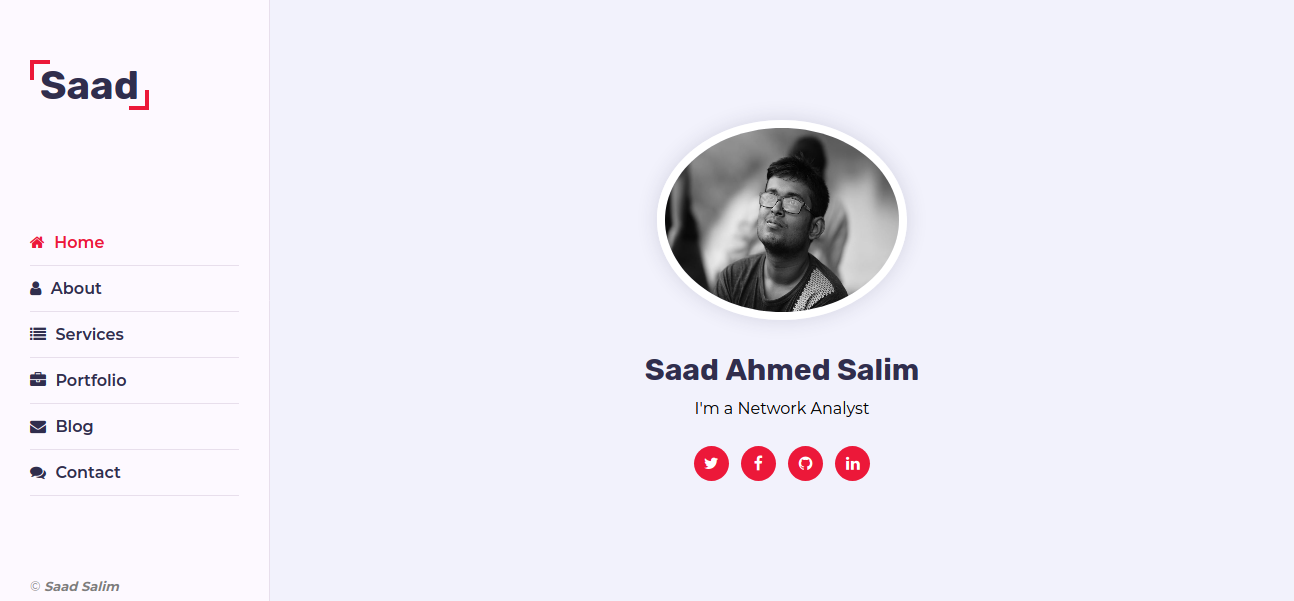 Saad
Home
About
Services
Portfolio
Blog
Contact
© Saad Salim
Saad Ahmed Salim
I'm a Network Analyst